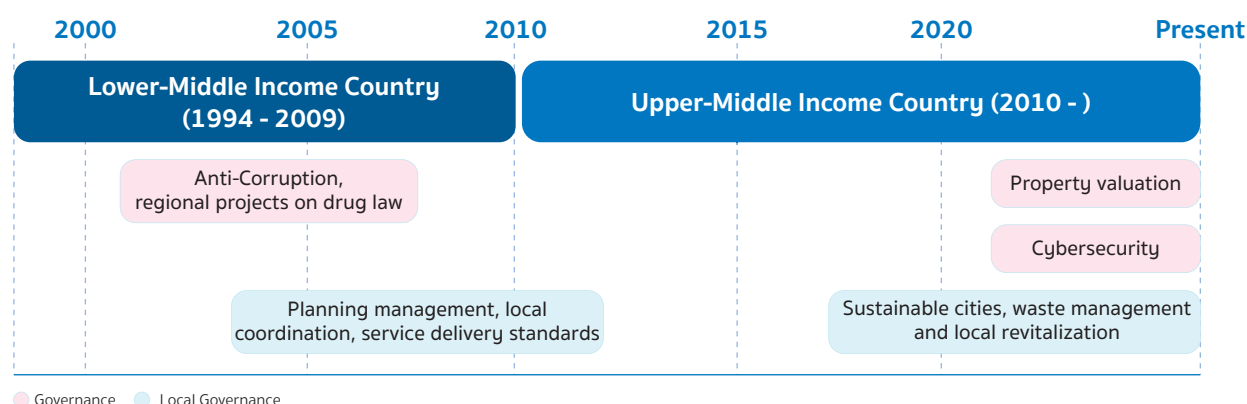 2000 2005 2010 2015 2020 Present
Lower-Middle Income Country
(1994 - 2009)
Upper-Middle Income Country (2010 - )
Anti-Corruption,
regional projects on drug law
Property valuation
Cybersecurity
Planning management, local
coordination, service delivery standards
Sustainable cities, waste management
and local revitalization
Governance Local Governance